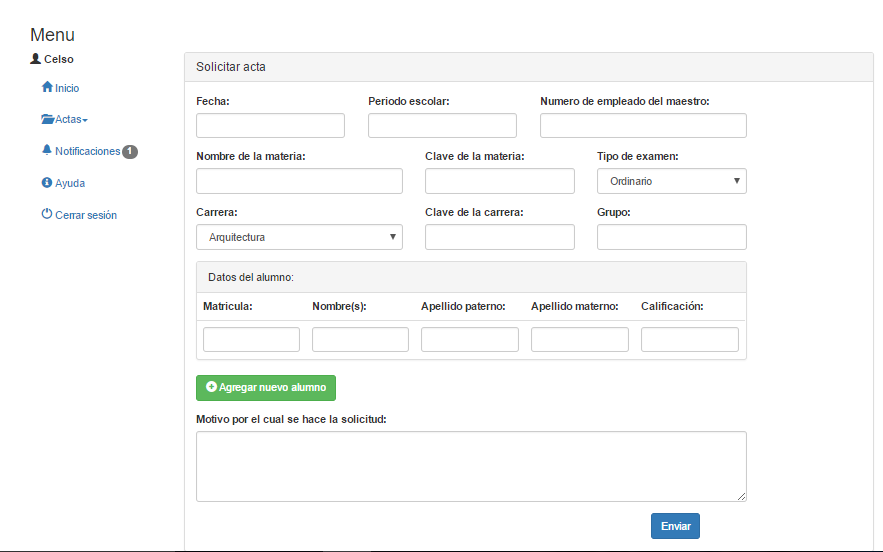 Menu
Celso
Inicio
Actas
Notificaciones 1
Ayuda
Cerrar sesión
Solicitar acta
Fecha: Periodo escolar: Numero de empleado del maestro:
Nombre de la materia: Clave de la materia: Tipo de examen:
Ordinario
Carrera: Clave de la carrera: Grupo:
Arquitectura
Datos del alumno:
Matricula: Nombre(s): Apellido paterno: Apellido materno: Calificación:
Agregar nuevo alumno
Motivo por el cual se hace la solicitud:
Enviar